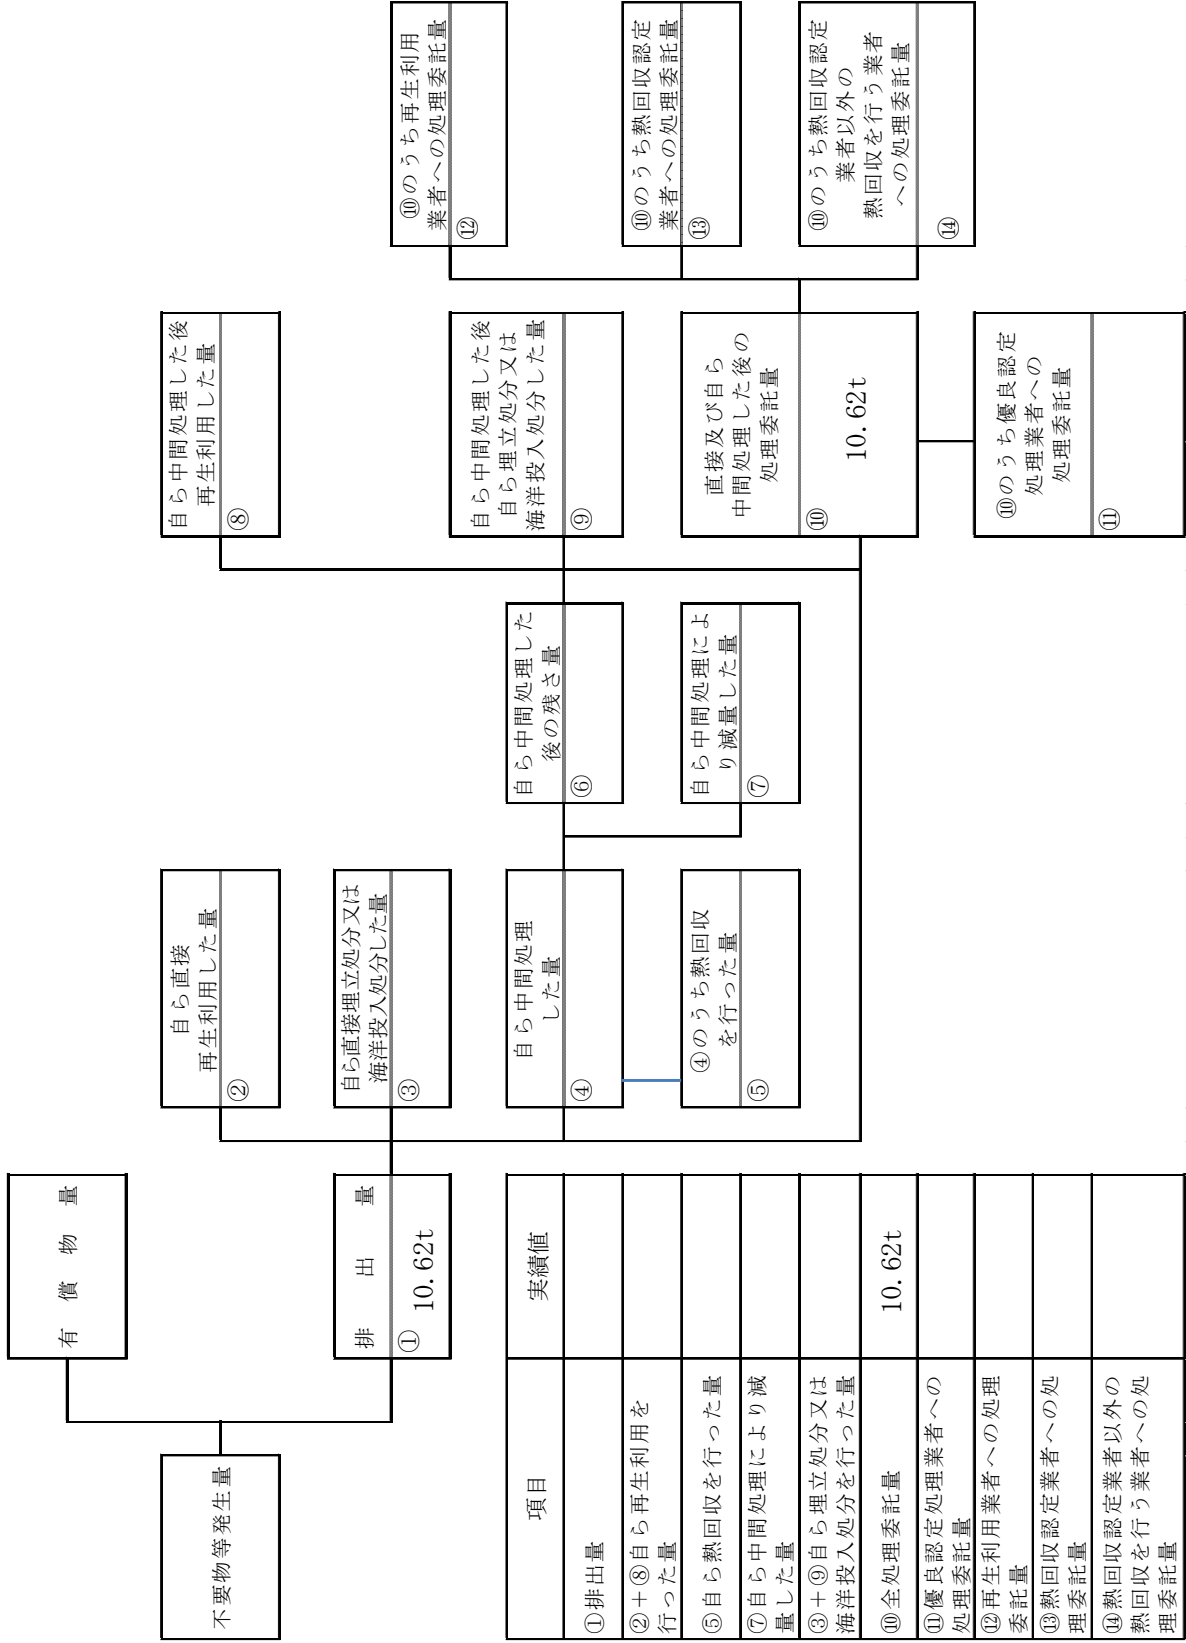 不要物等発生量
有償物量
排出量
①
10.62t
自ら直接
再生利用した量
②
自ら直接埋立処分又は
海洋投入処分した量
③
自ら中間処理
した量
④
④のうち熱回収
を行った量
⑤
自ら中間処理した
後の残さ量
⑥
自ら中間処理によ
り減量した量
⑦
自ら中間処理した後
再生利用した量
⑧
自ら中間処理した後
自ら埋立処分又は
海洋投入処分した量
⑨
直接及び自ら
中間処理した後の
処理委託量
⑩
10.62t
⑩のうち優良認定
処理業者への
処理委託量
⑪
⑩のうち再生利用
業者への処理委託量
⑫
⑩のうち熱回収認定
業者への処理委託量
⑬
⑩のうち熱回収認定
業者以外の
熱回収を行う業者
への処理委託量
⑭
項目
実績値
①排出量
②+⑧自ら再生利用を
行った量
⑤自ら熱回収を行った量
⑦自ら中間処理により減
量した量
③+⑨自ら埋立処分又は
海洋投入処分を行った量
⑩全処理委託量
10.62t
⑪優良認定処理業者への
処理委託量
⑫再生利用業者への処理
委託量
⑬熱回収認定業者への処
理委託量
⑭熱回収認定業者以外の
熱回収を行う業者への処
理委託量